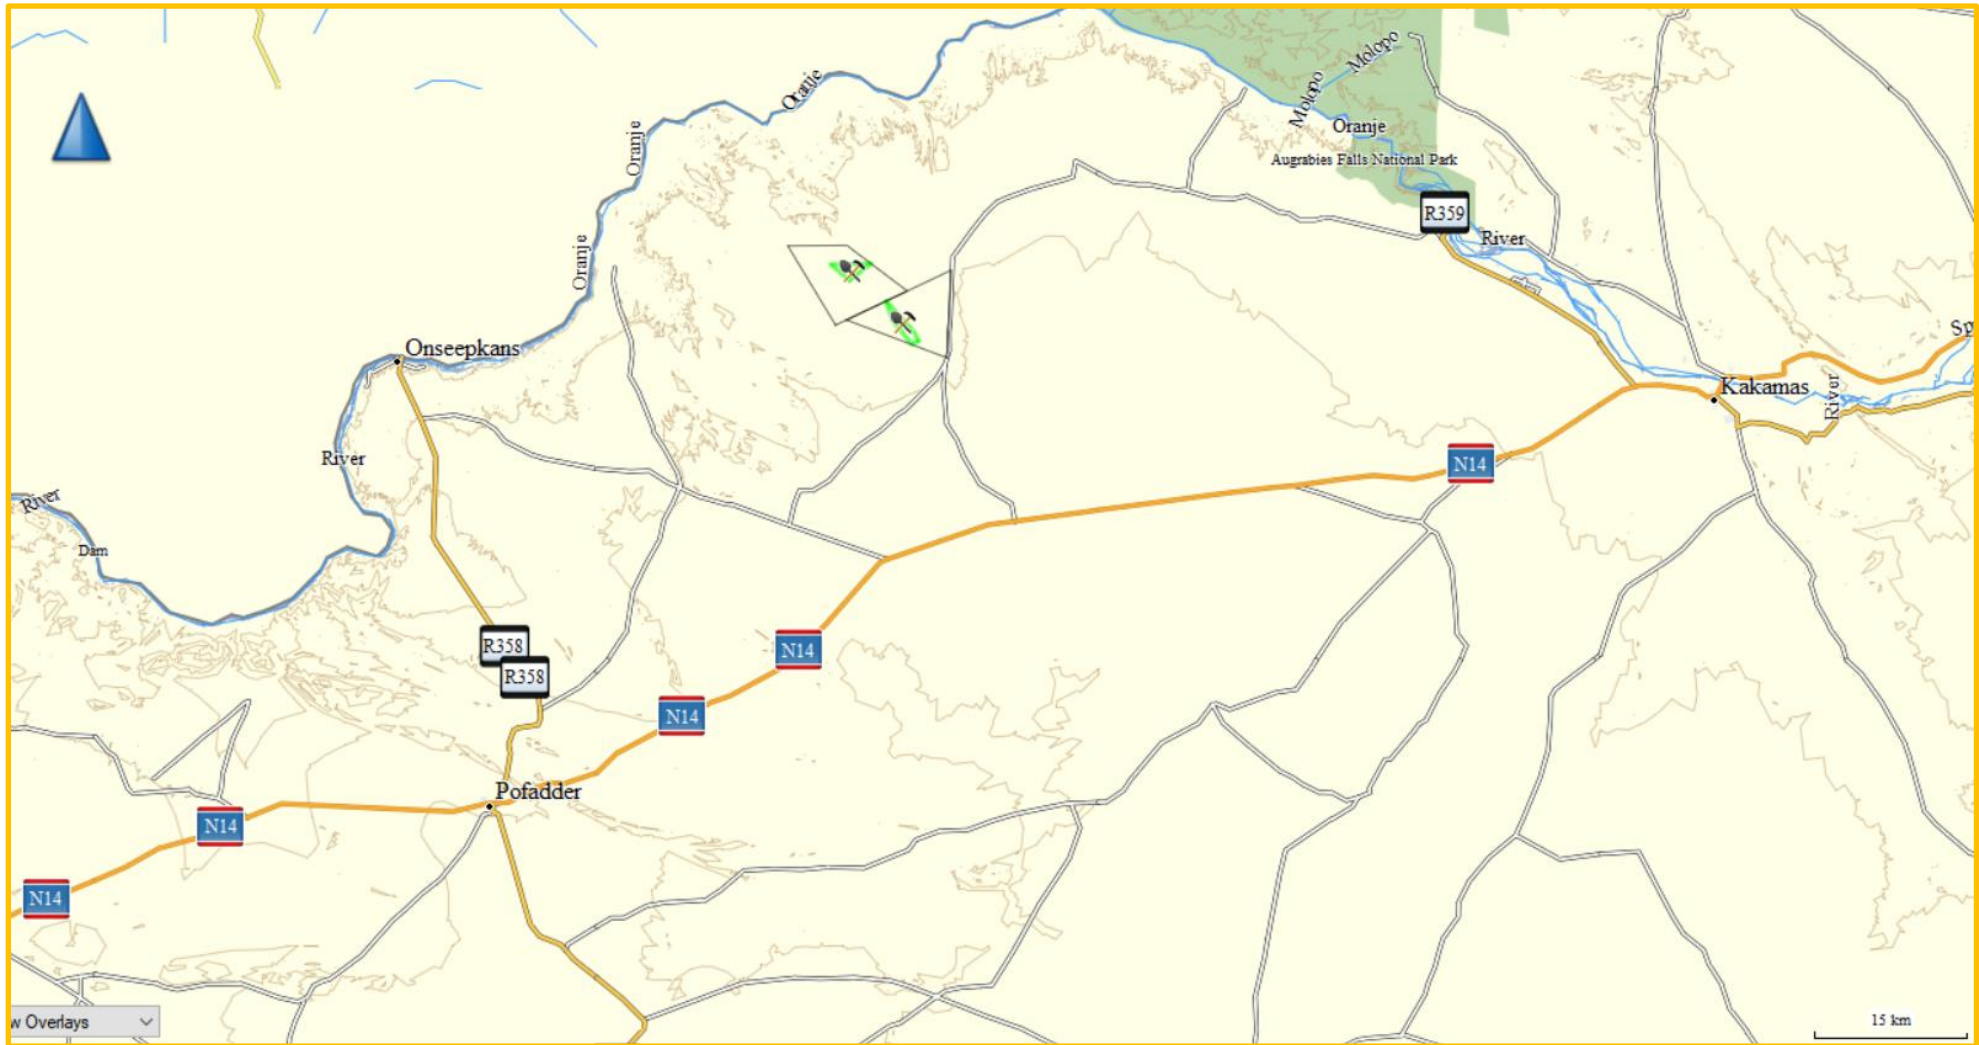 Molopo
Oranje
Molopo
Oranje
Oranje
Augrabies Falls National Park
R359
River
Oranje
Onseepkans
Sp
Kakamas
River
River
N14
River
Dam
R358
N14
R358
N14
Pofadder
N14
N14
w Overlays
15 km